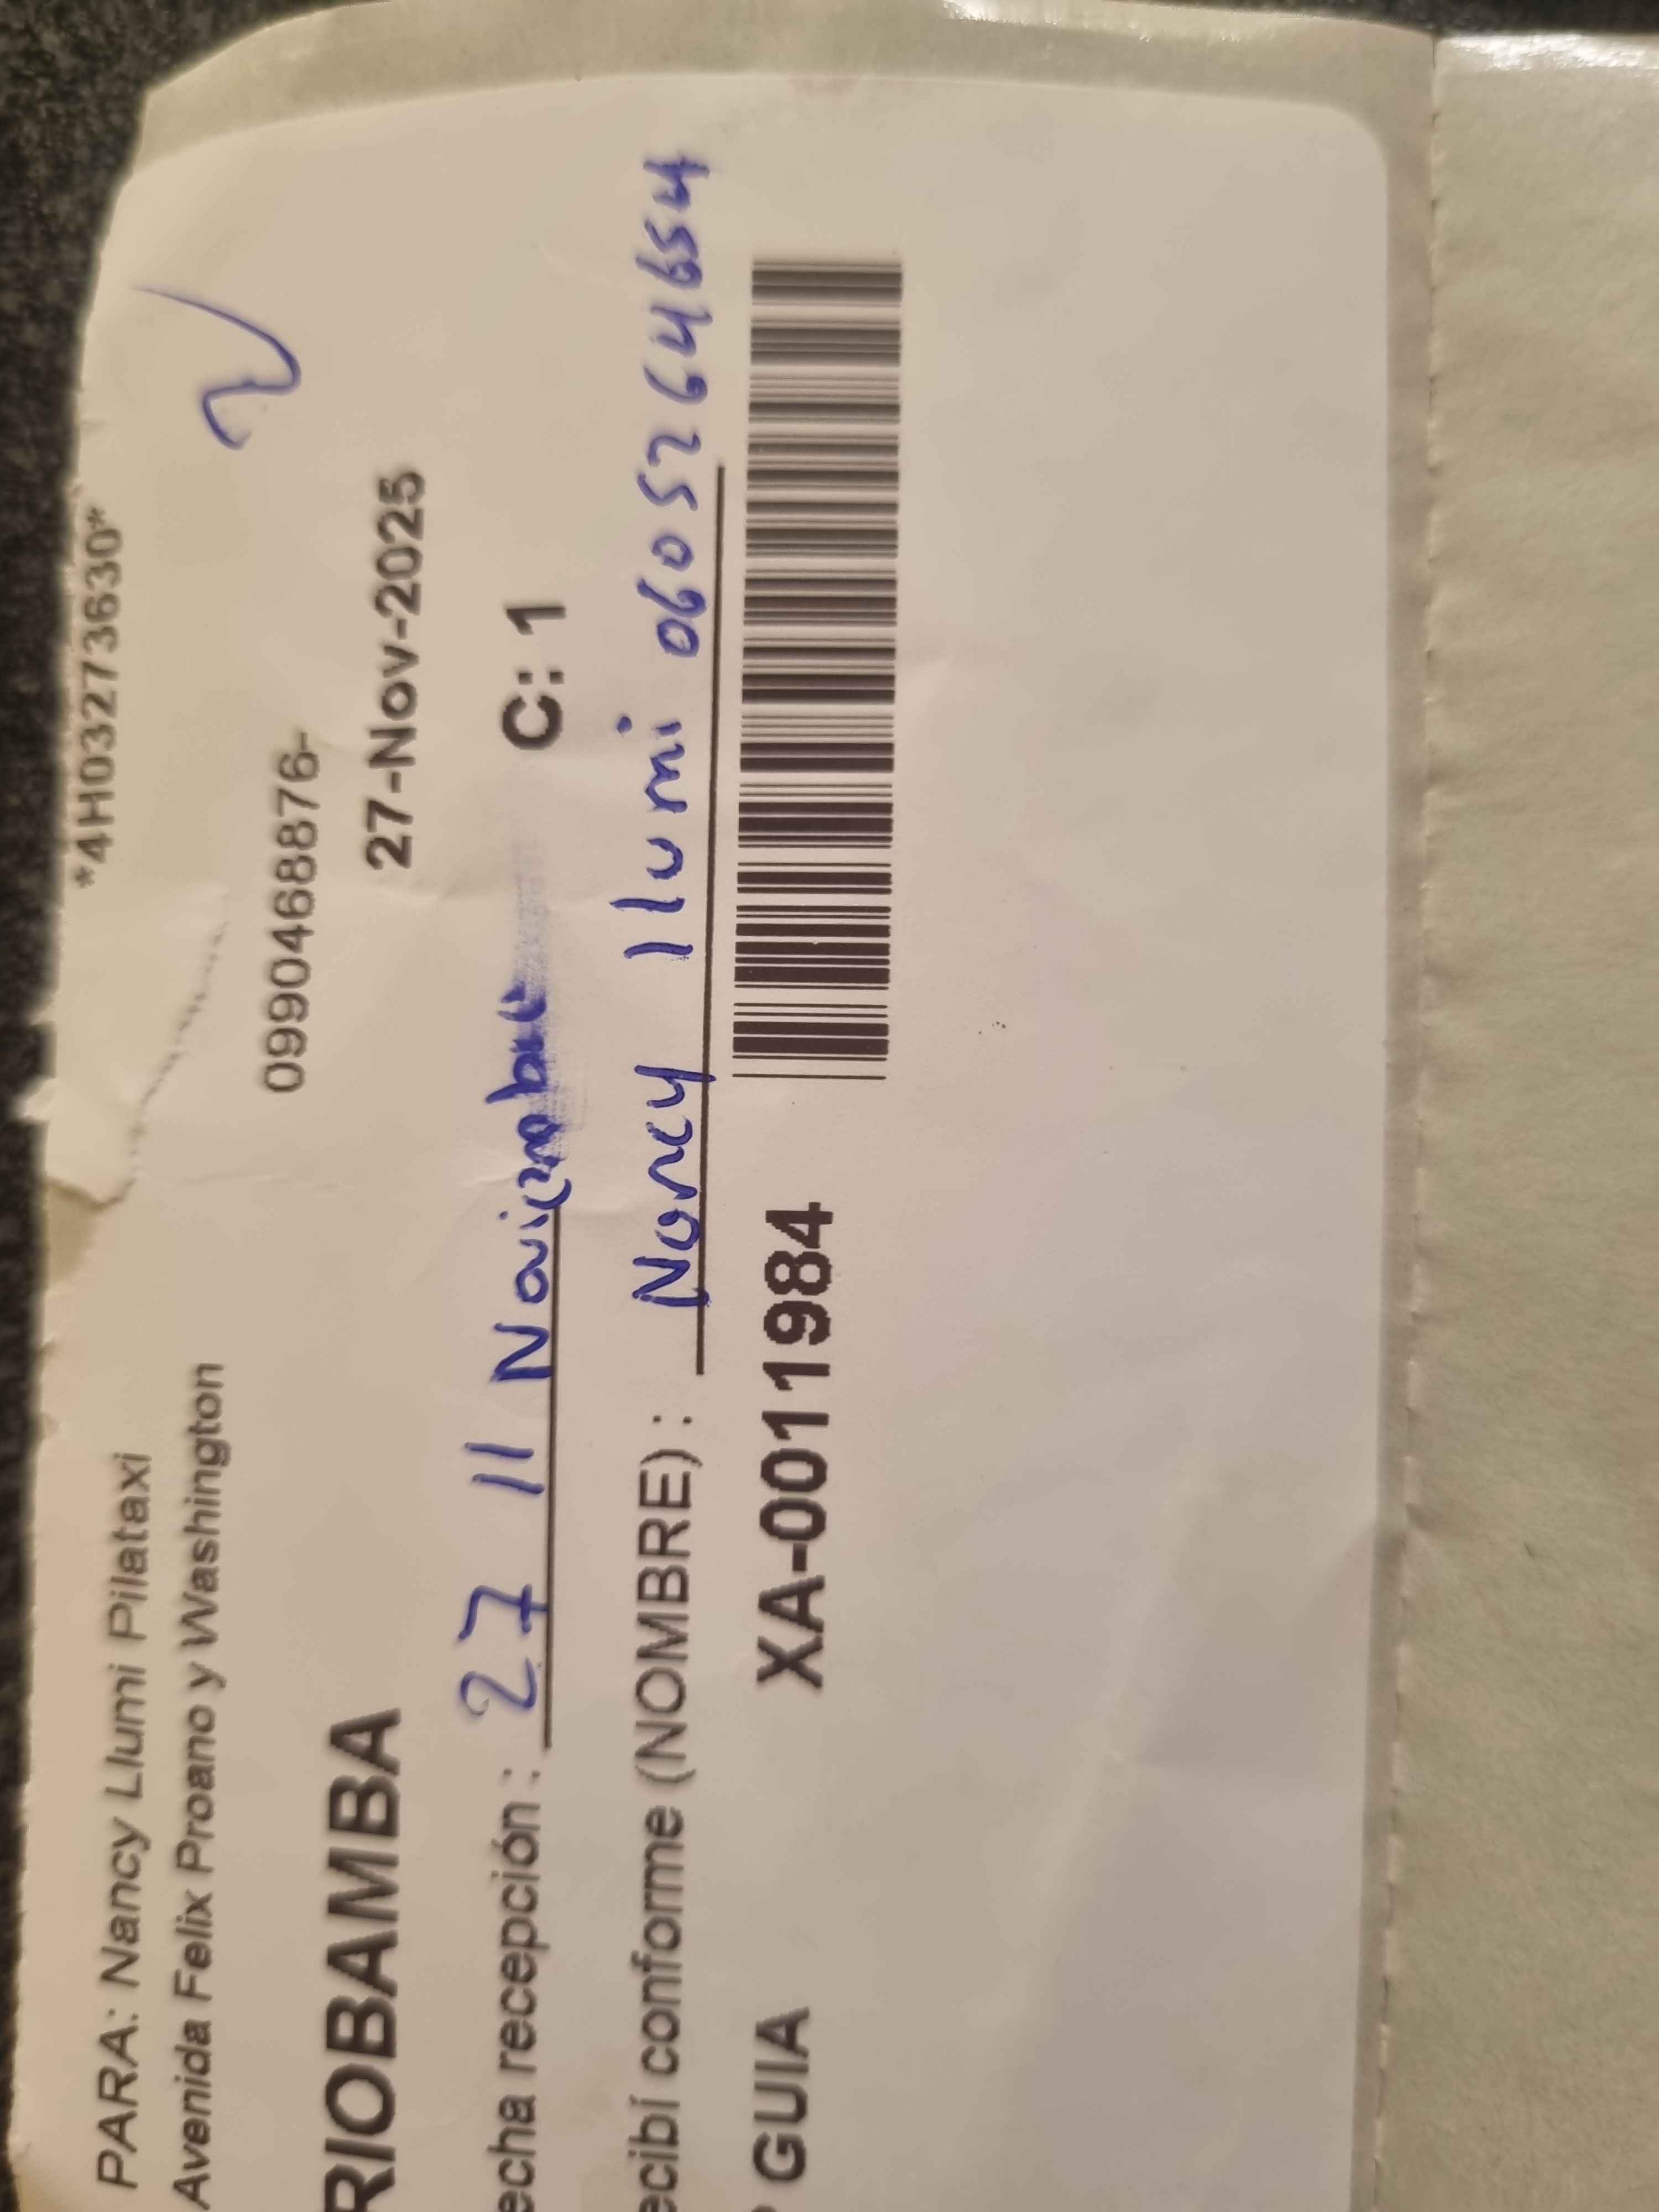 *4H03273630*
PARA: Nancy Llumi Pilataxi
Avenida Felix Proano y Washington
0990468876-
RIOBAMBA 27-Nov-2025
echa recepción : 27 11 Noviembre C: 1
ecibí conforme (NOMBRE) : Nancy llumi 0605264654
GUIA XA-0011984